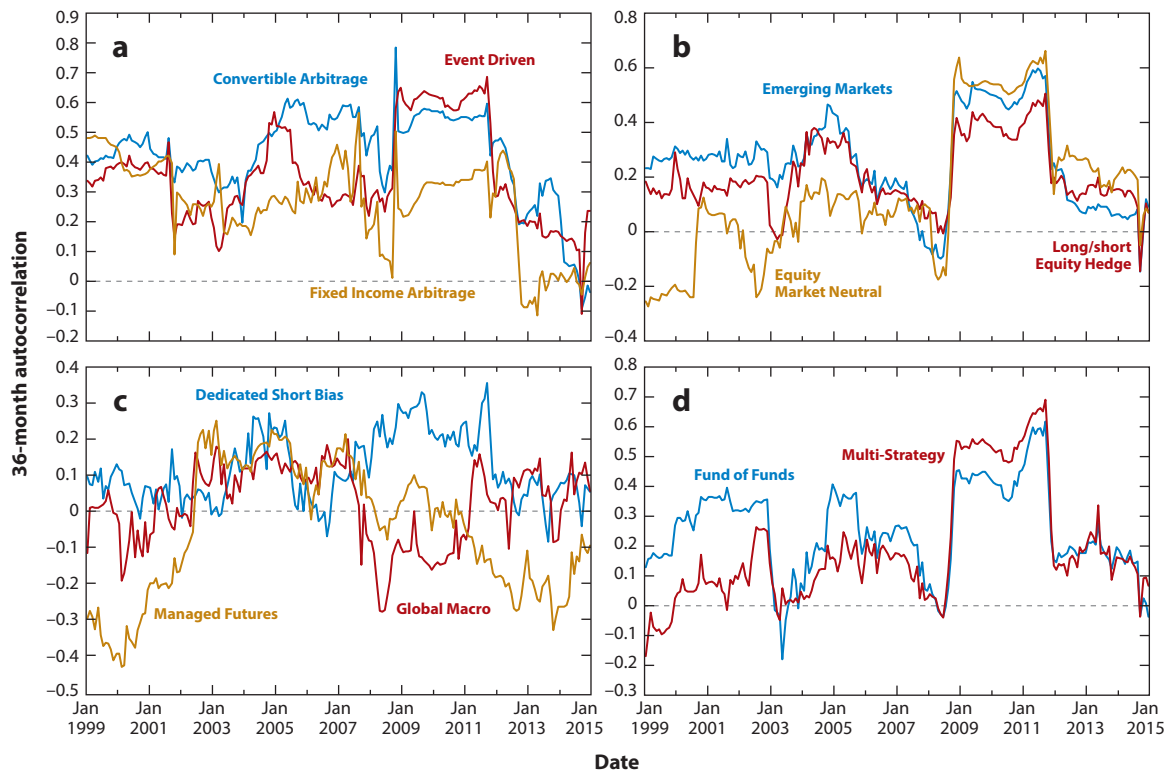 36-month autocorrelation
a
0.9
0.8
0.7
0.6
0.5
0.4
0.3
0.2
0.1
0
−0.1
−0.2
Convertible Arbitrage
Event Driven
Fixed Income Arbitrage
b
0.8
0.6
0.4
0.2
0
−0.2
−0.4
Emerging Markets
Equity
Market Neutral
Long/short
Equity Hedge
c
0.4
0.3
0.2
0.1
0
−0.1
−0.2
−0.3
−0.4
−0.5
Dedicated Short Bias
Managed Futures
Global Macro
Jan Jan Jan Jan Jan Jan Jan Jan Jan
1999 2001 2003 2005 2007 2009 2011 2013 2015
d
0.8
0.7
0.6
0.5
0.4
0.3
0.2
0.1
0
−0.1
−0.2
−0.3
Multi-Strategy
Fund of Funds
Jan Jan Jan Jan Jan Jan Jan Jan Jan
1999 2001 2003 2005 2007 2009 2011 2013 2015
Date